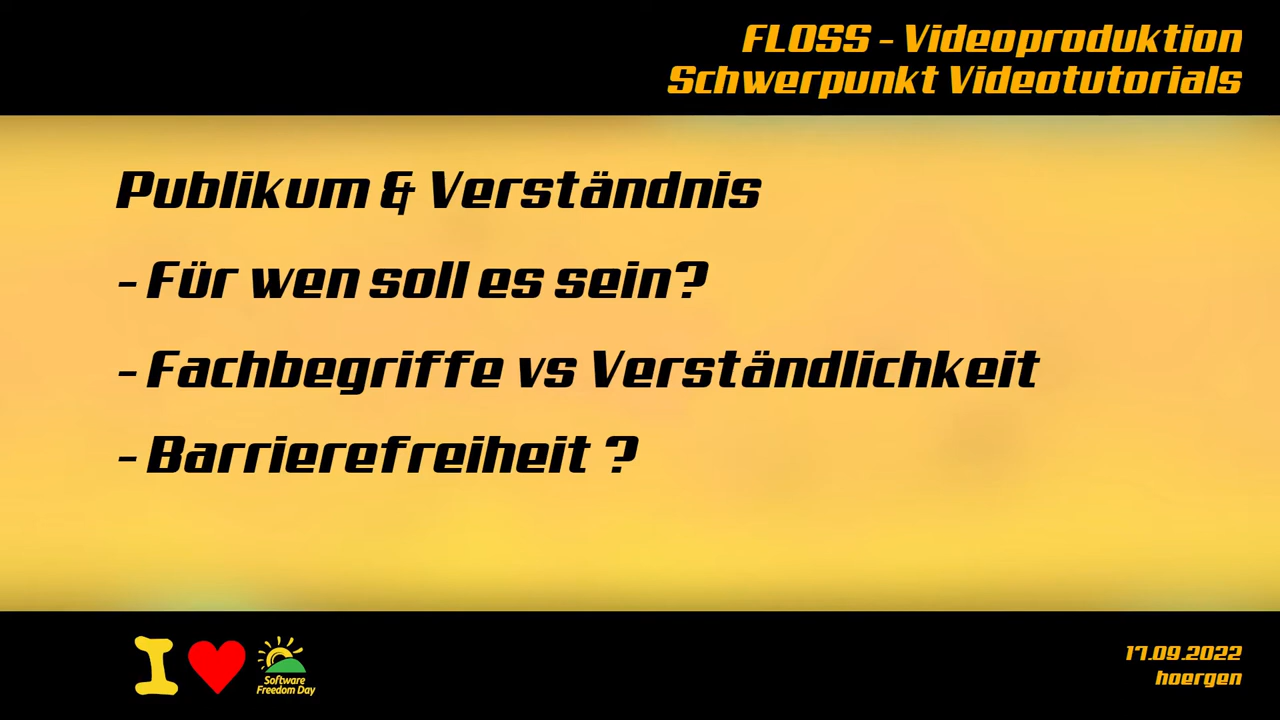 FLOSS - Videoproduktion
Schwerpunkt Videotutorials
Publikum & Verständnis
- Für wen soll es sein?
- Fachbegriffe vs Verständlichkeit
- Barrierefreiheit ?
I
Software
Freedom Day
17.09.2022
hoergen